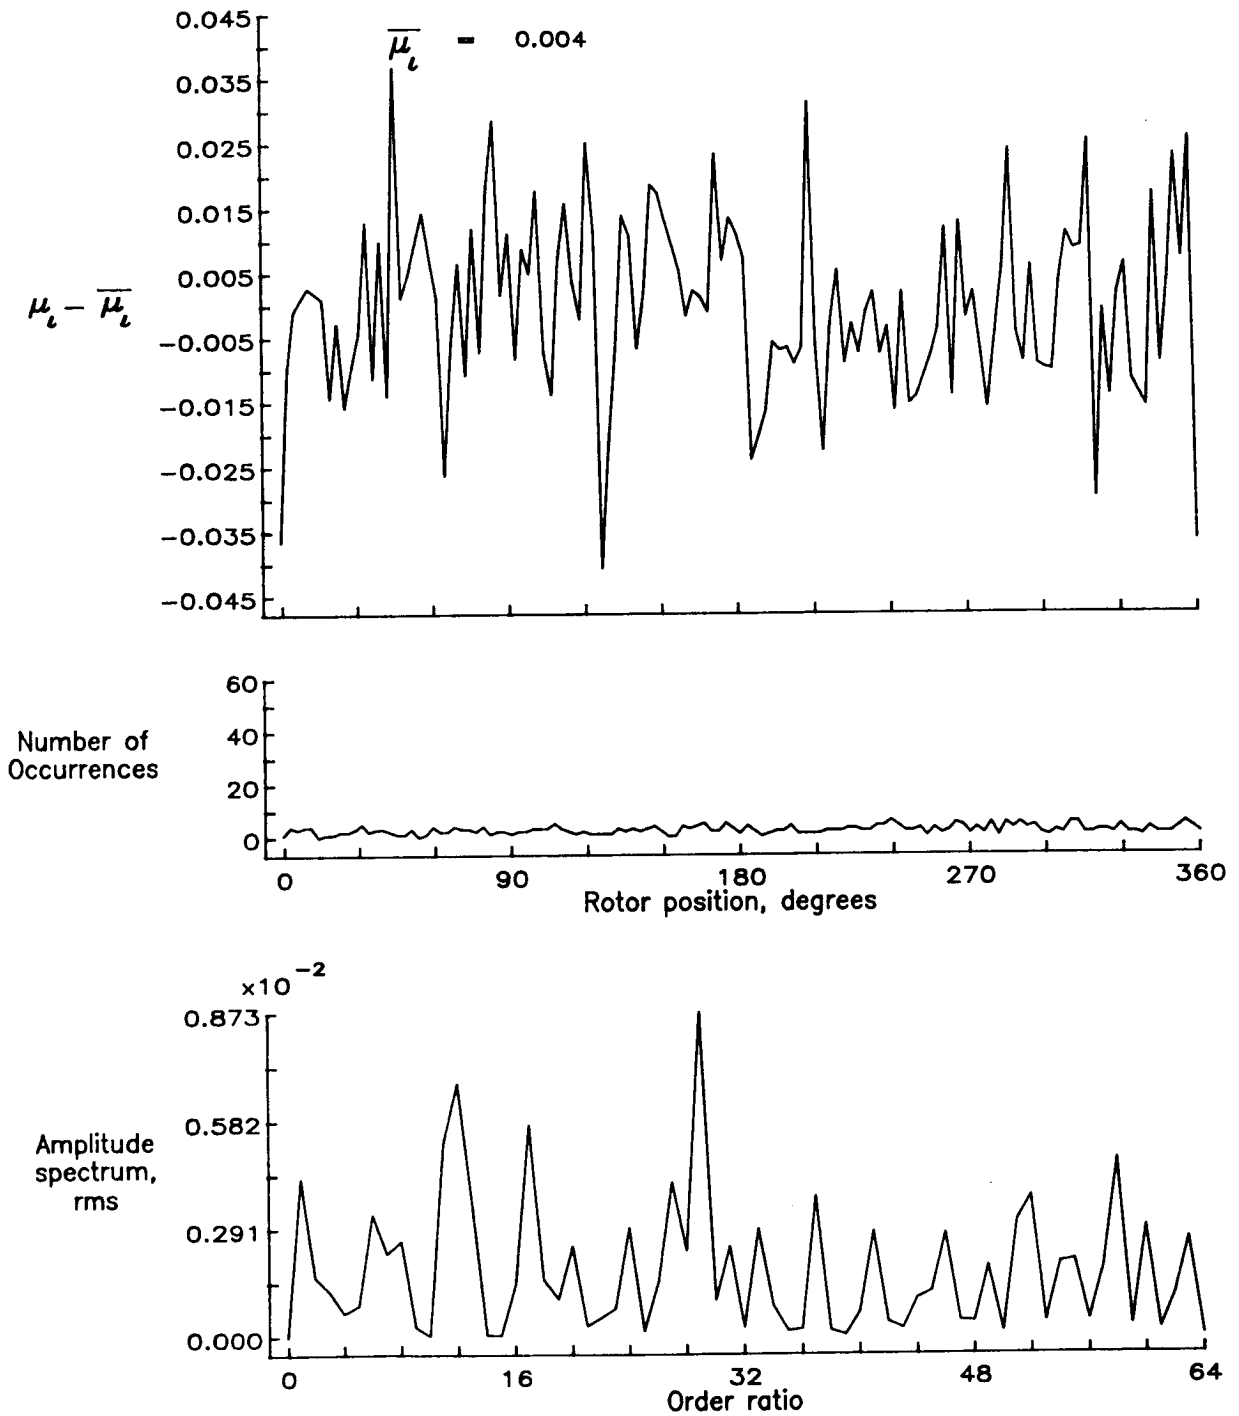 0.045
μ̅ι = 0.004
0.035
0.025
0.015
0.005
μι − μ̅ι
−0.005
−0.015
−0.025
−0.035
−0.045
60
Number of
Occurrences
40
20
0
0 90 180 270 360
Rotor position, degrees
×10⁻²
0.873
0.582
Amplitude
spectrum,
rms
0.291
0.000
0 16 32 48 64
Order ratio